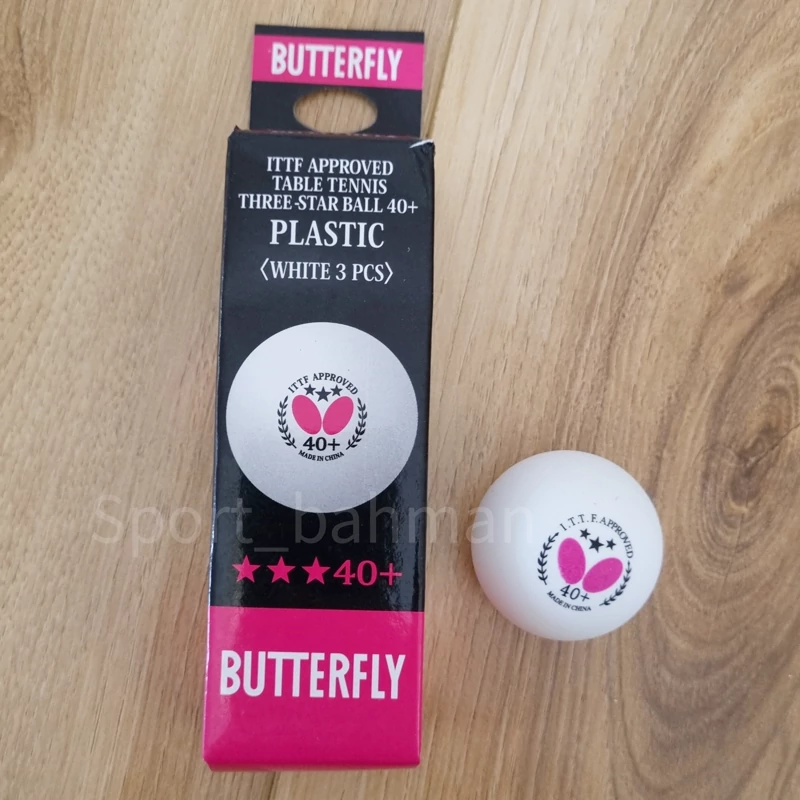 BUTTERFLY
ITTF APPROVED
TABLE TENNIS
THREE-STAR BALL 40+
PLASTIC
〈WHITE 3 PCS〉
ITTF APPROVED
40+
MADE IN CHINA
Sport_bahman
★★★40+
BUTTERFLY
I.T.T.F. APPROVED
40+
MADE IN CHINA